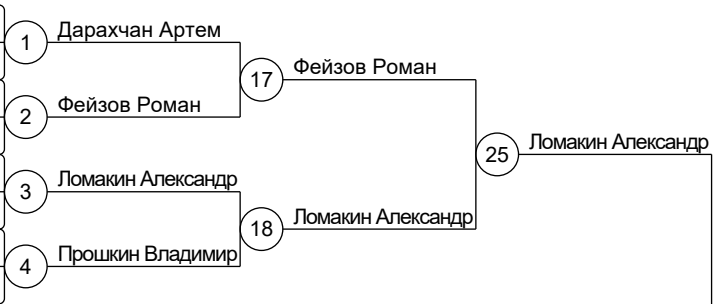 1 Дарахчан Артем
17 Фейзов Роман
2 Фейзов Роман
25 Ломакин Александр
3 Ломакин Александр
18 Ломакин Александр
4 Прошкин Владимир